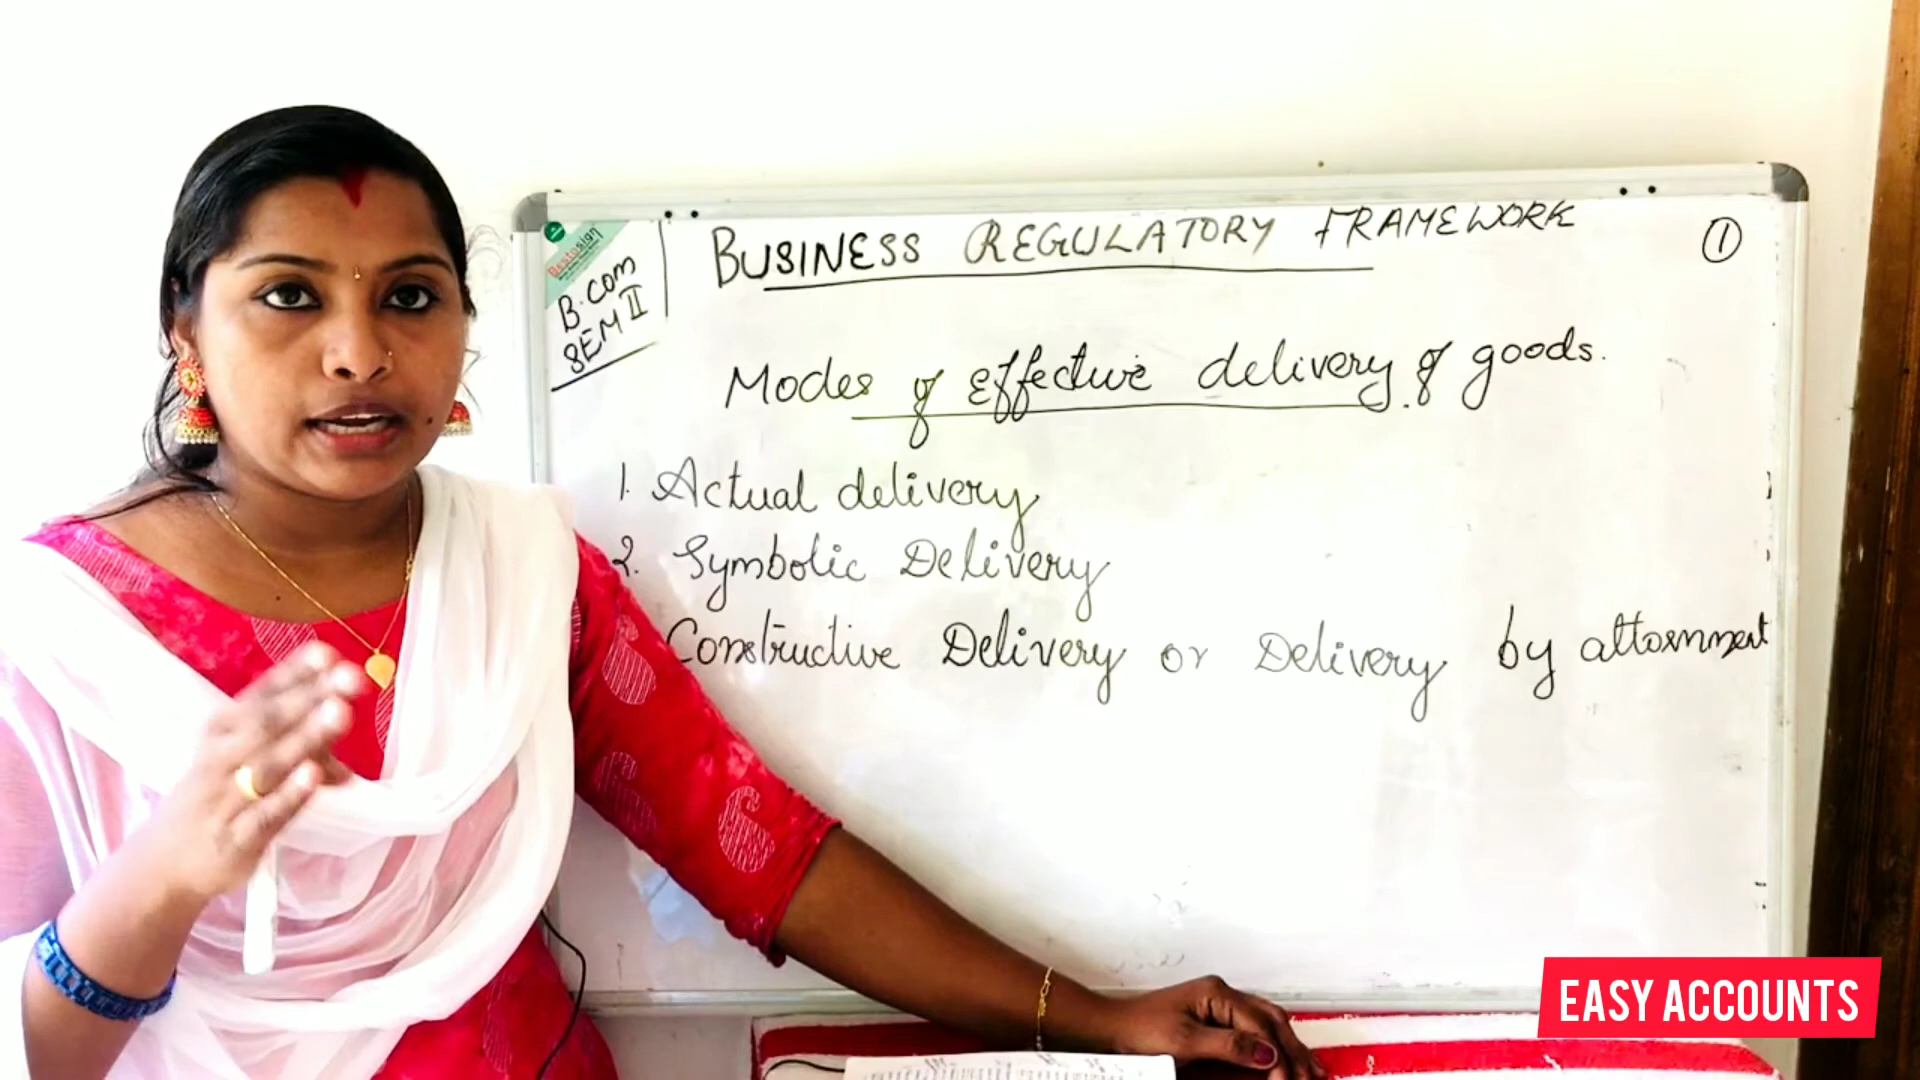 BUSINESS REGULATORY FRAMEWORK
1
B.COM
SEM II
Modes of effective delivery of goods.
1. Actual delivery
2. Symbolic Delivery
Constructive Delivery or Delivery by attornment
EASY ACCOUNTS